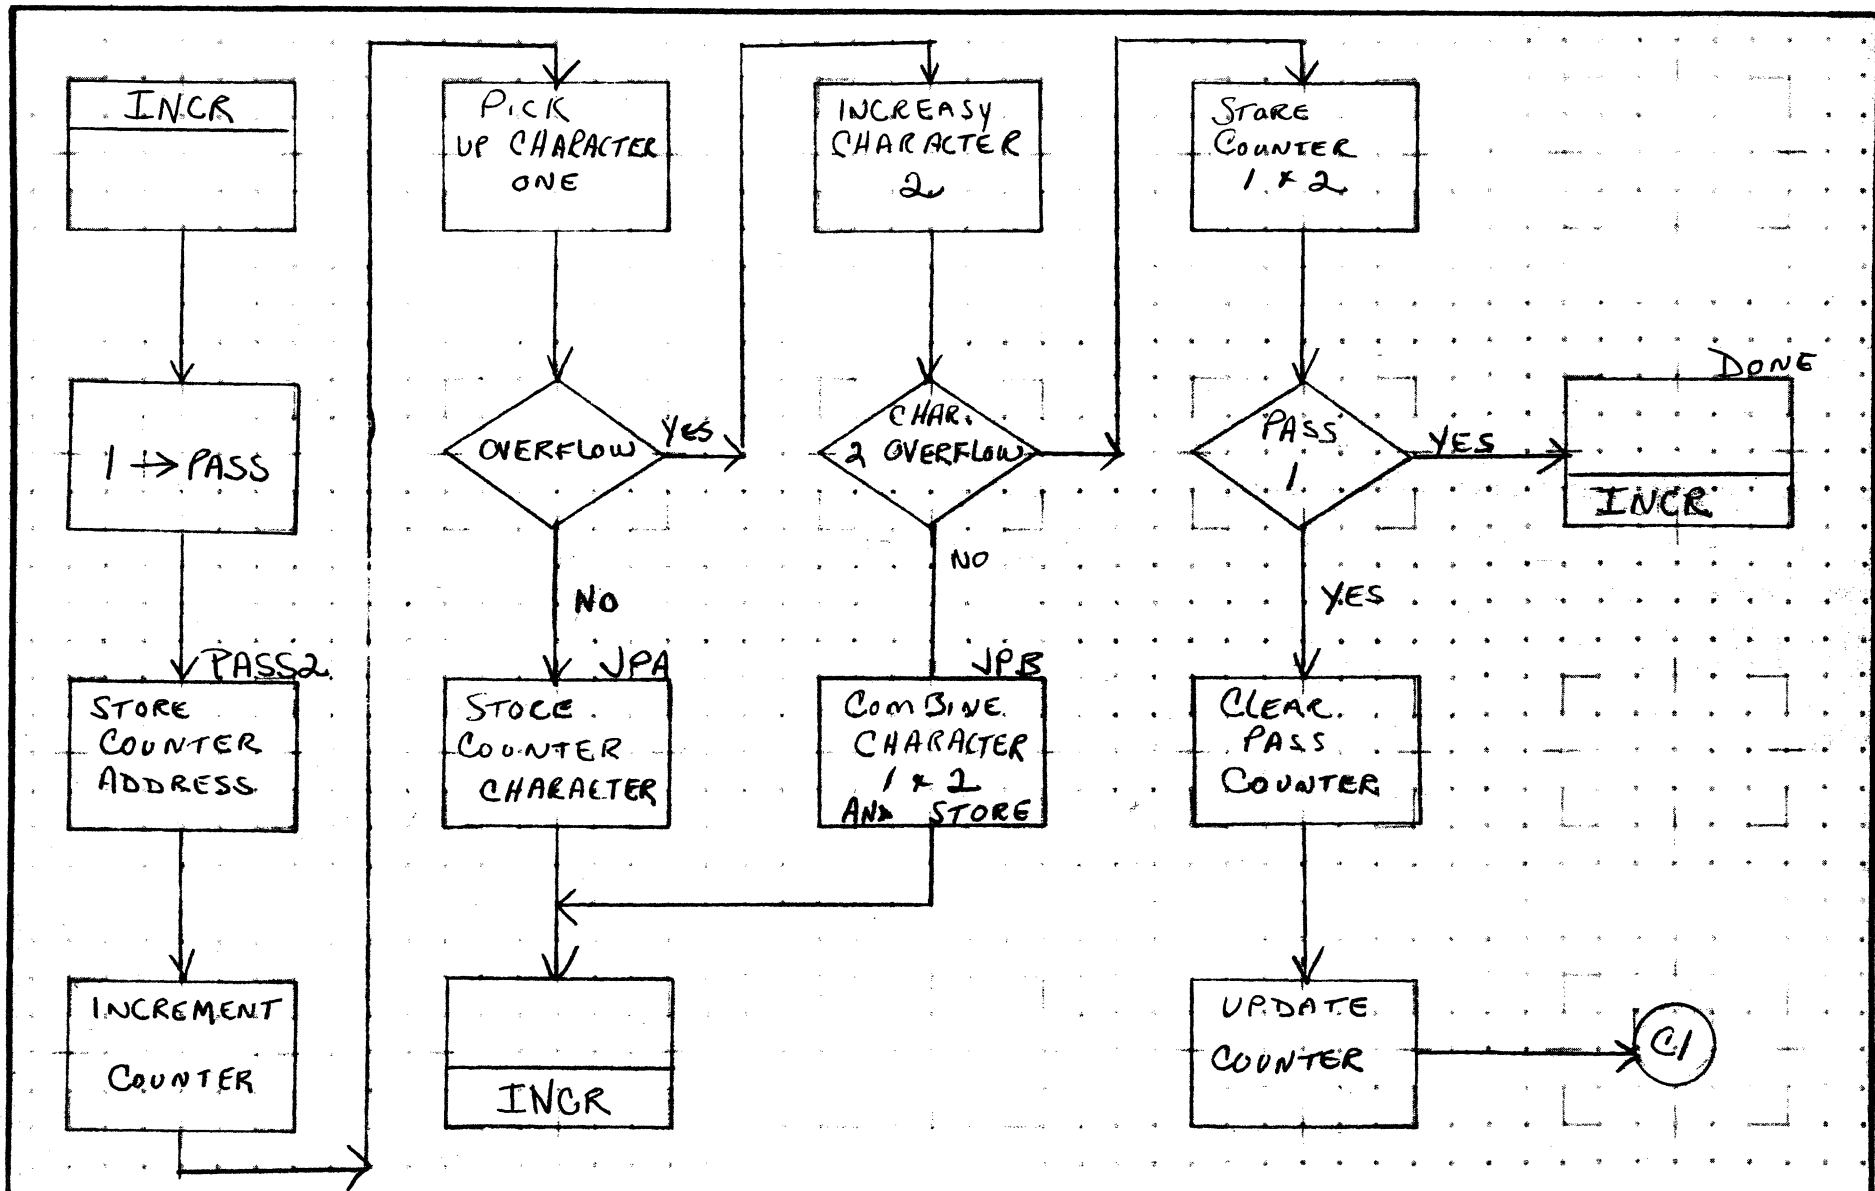 INCR
1 → PASS
PASS2
STORE
COUNTER
ADDRESS
INCREMENT
COUNTER
PICK
UP CHARACTER
ONE
OVERFLOW
YES
NO
JPA
STORE
COUNTER
CHARACTER
INCR
INCREASY
CHARACTER
2
CHAR.
2 OVERFLOW
NO
JPB
COMBINE
CHARACTER
1 & 2
AND STORE
STORE
COUNTER
1 & 2
PASS
1
YES
YES
CLEAR
PASS
COUNTER
UPDATE
COUNTER
C1
DONE
INCR